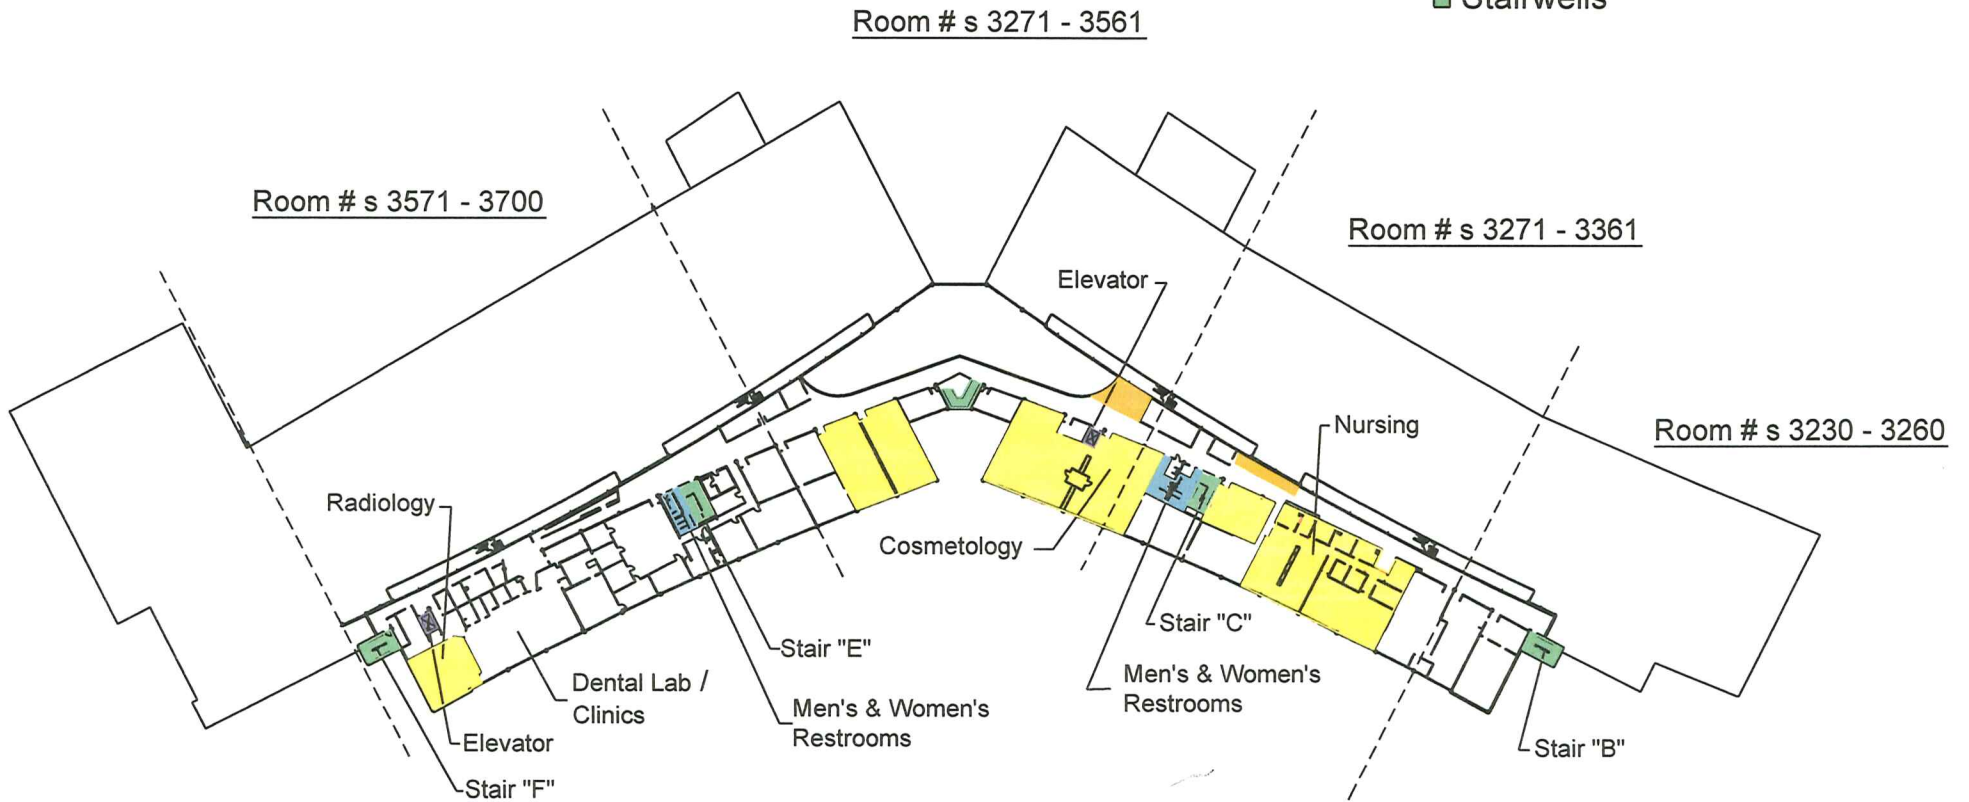 Stairwells
Room # s 3271 - 3561
Room # s 3571 - 3700
Room # s 3271 - 3361
Elevator
Nursing
Room # s 3230 - 3260
Radiology
Cosmetology
Stair "C"
Stair "E"
Dental Lab /
Clinics
Men's & Women's
Restrooms
Men's & Women's
Restrooms
Elevator
Stair "B"
Stair "F"